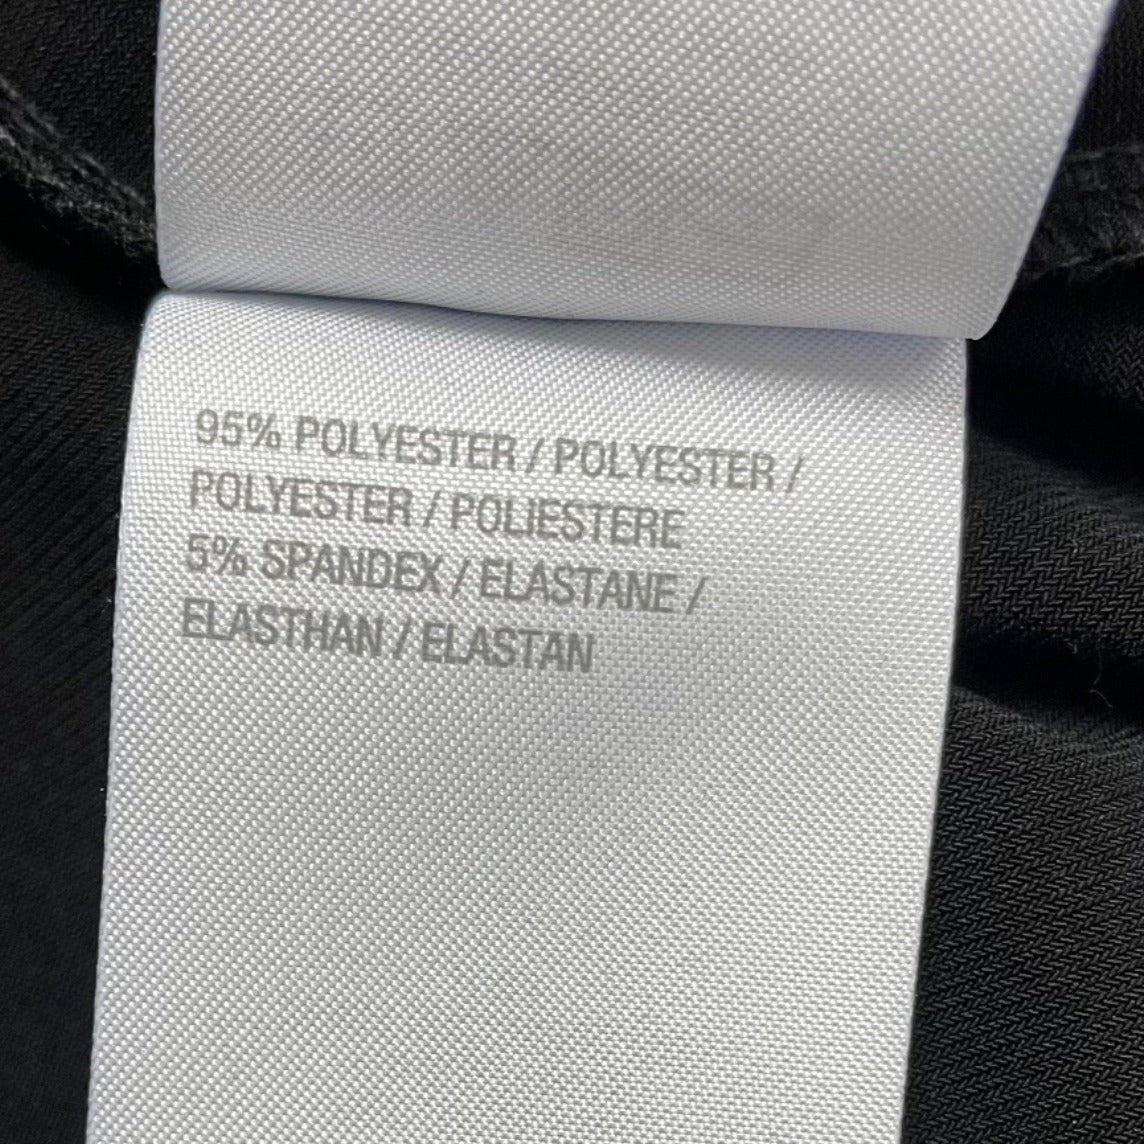 95% POLYESTER / POLYESTER /
POLYESTER / POLIESTERE
5% SPANDEX / ELASTANE /
ELASTHAN / ELASTAN